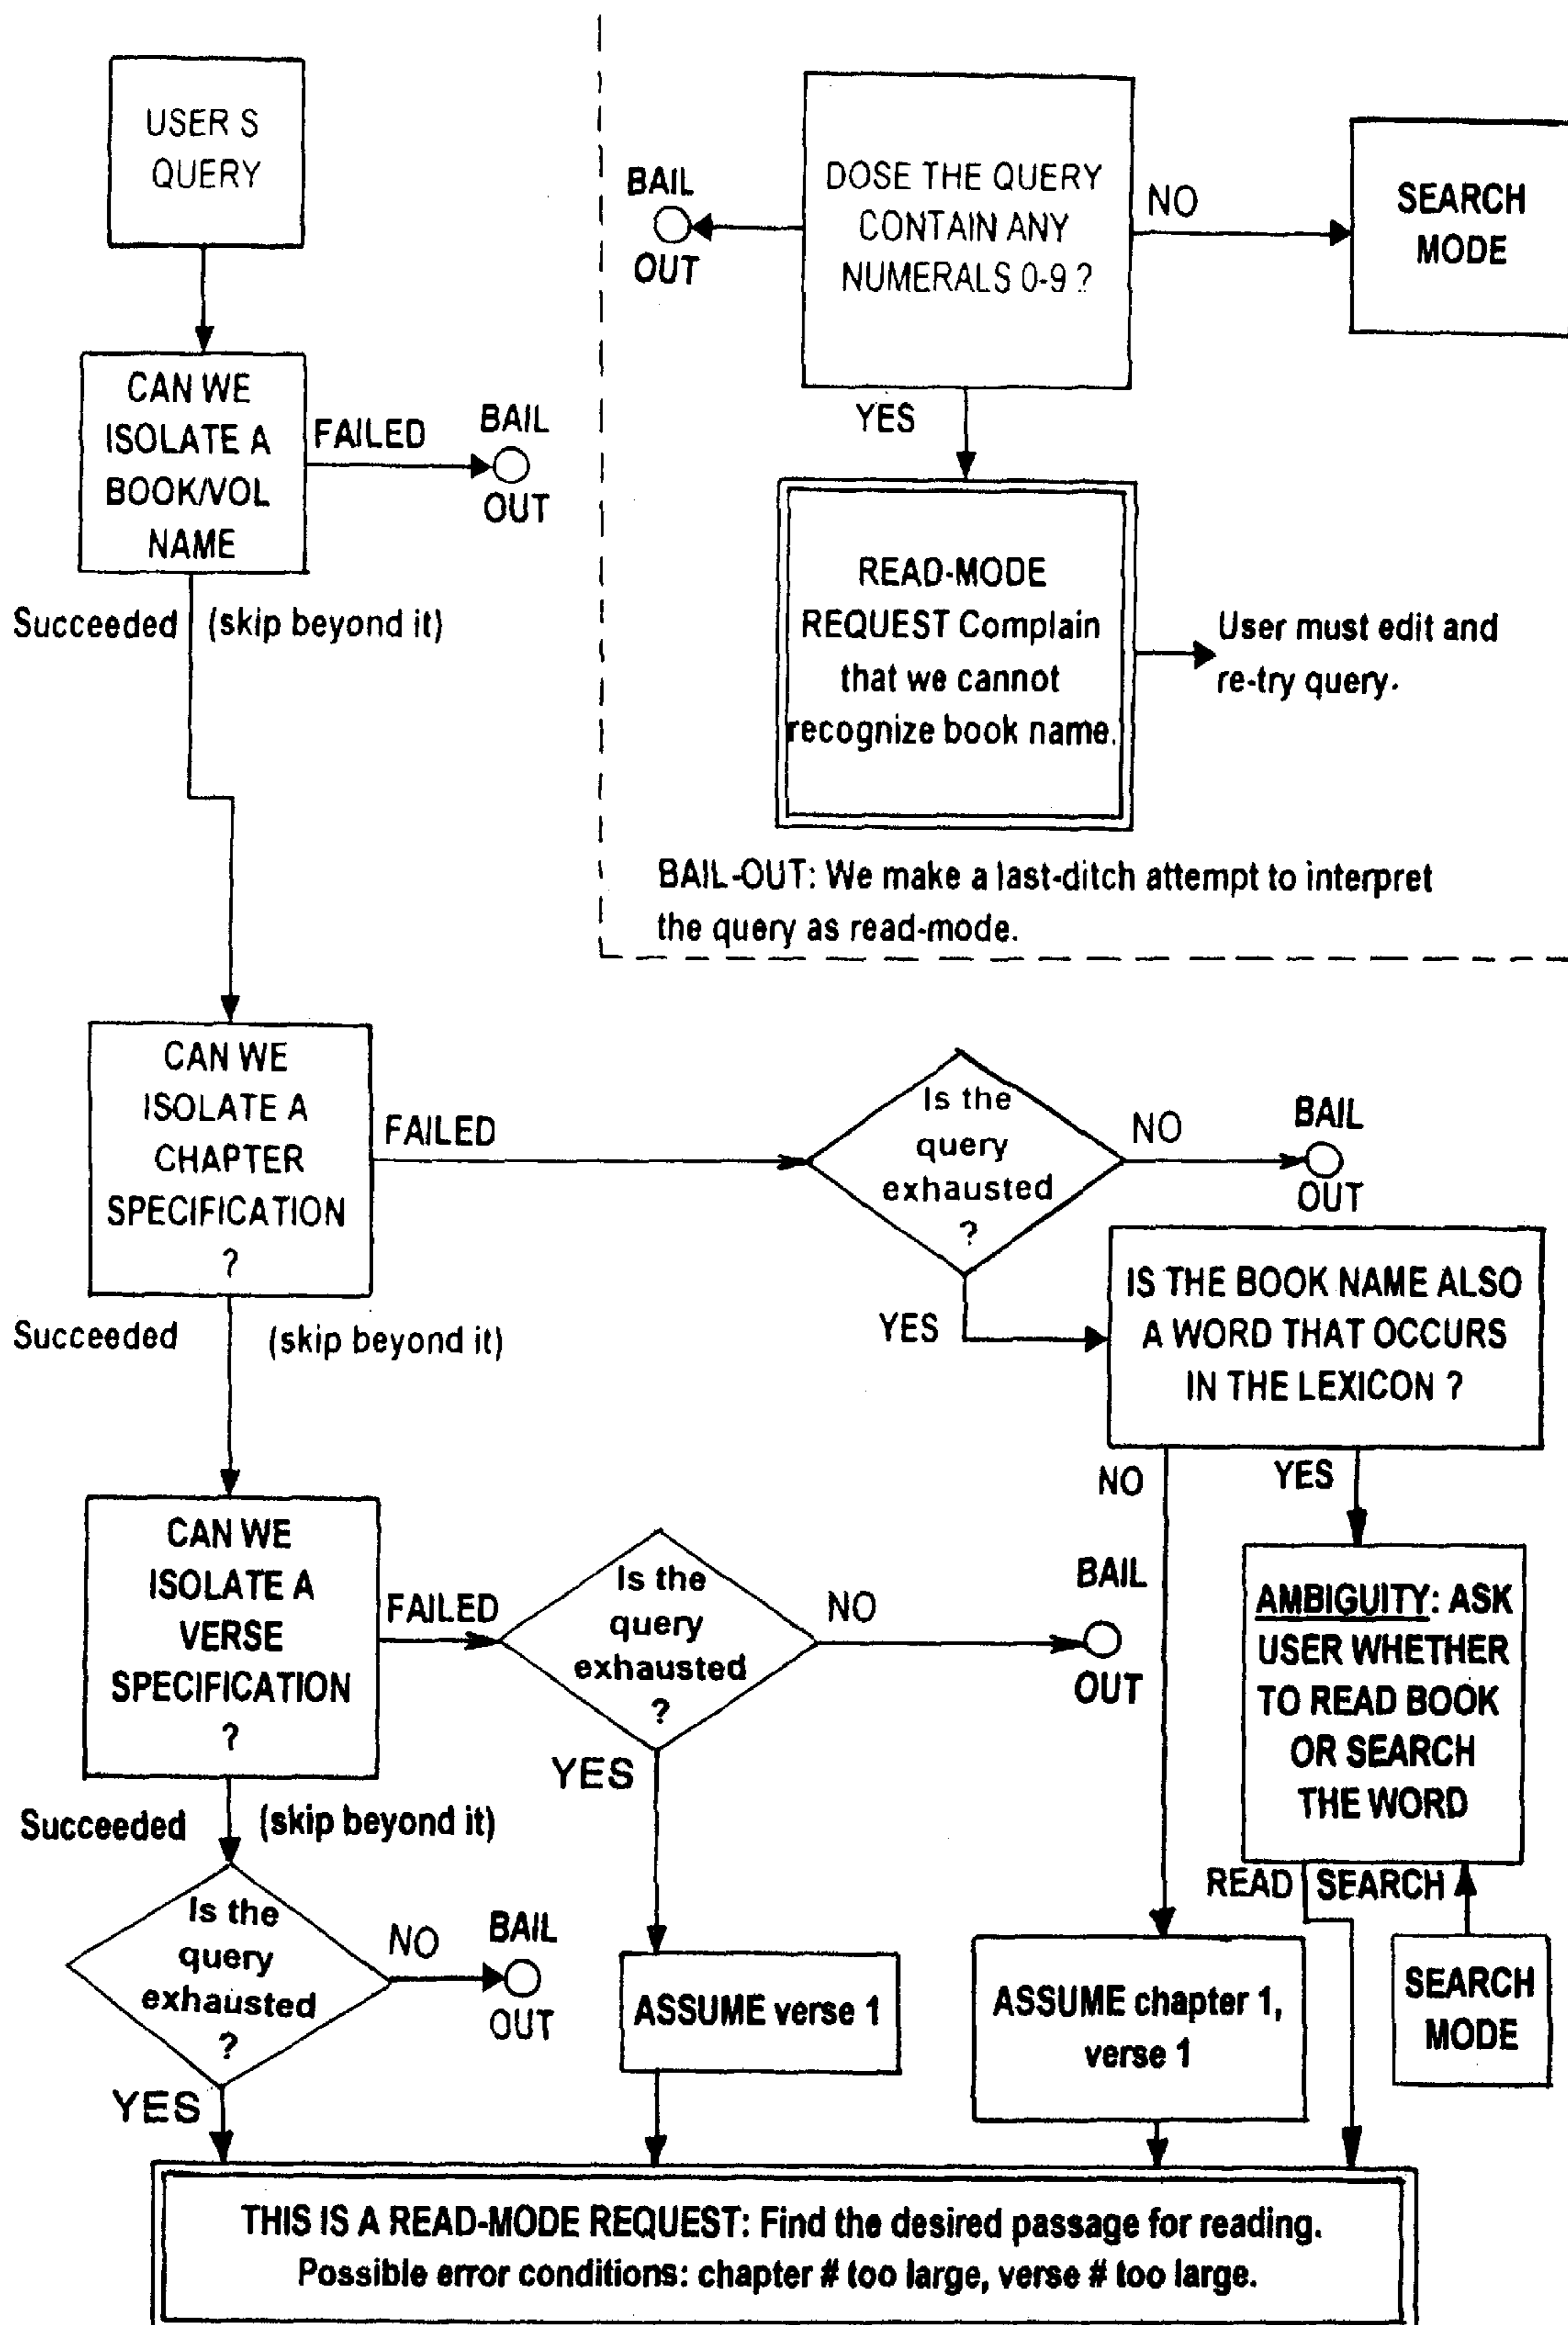 USER S
QUERY
CAN WE
ISOLATE A
BOOK/VOL
NAME
FAILED
BAIL
OUT
Succeeded
(skip beyond it)
BAIL
OUT
DOSE THE QUERY
CONTAIN ANY
NUMERALS 0-9 ?
NO
SEARCH
MODE
YES
READ-MODE
REQUEST Complain
that we cannot
recognize book name.
User must edit and
re-try query.
BAIL-OUT: We make a last-ditch attempt to interpret
the query as read-mode.
CAN WE
ISOLATE A
CHAPTER
SPECIFICATION
?
FAILED
Is the
query
exhausted
?
NO
BAIL
OUT
YES
IS THE BOOK NAME ALSO
A WORD THAT OCCURS
IN THE LEXICON ?
Succeeded
(skip beyond it)
NO
YES
CAN WE
ISOLATE A
VERSE
SPECIFICATION
?
FAILED
Is the
query
exhausted
?
NO
BAIL
OUT
AMBIGUITY: ASK
USER WHETHER
TO READ BOOK
OR SEARCH
THE WORD
YES
Succeeded
(skip beyond it)
READ
SEARCH
Is the
query
exhausted
?
NO
BAIL
OUT
ASSUME verse 1
ASSUME chapter 1,
verse 1
SEARCH
MODE
YES
THIS IS A READ-MODE REQUEST: Find the desired passage for reading.
Possible error conditions: chapter # too large, verse # too large.